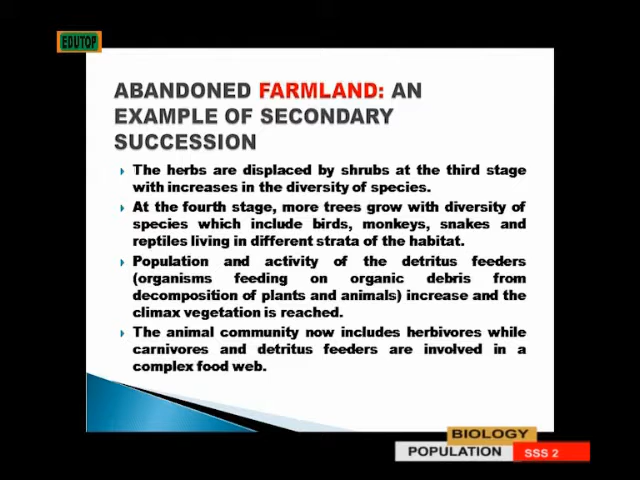 EDUTOP
ABANDONED FARMLAND: AN
EXAMPLE OF SECONDARY
SUCCESSION
The herbs are displaced by shrubs at the third stage
with increases in the diversity of species.
At the fourth stage, more trees grow with diversity of
species which include birds, monkeys, snakes and
reptiles living in different strata of the habitat.
Population and activity of the detritus feeders
(organisms feeding on organic debris from
decomposition of plants and animals) increase and the
climax vegetation is reached.
The animal community now includes herbivores while
carnivores and detritus feeders are involved in a
complex food web.
BIOLOGY
POPULATION SSS 2